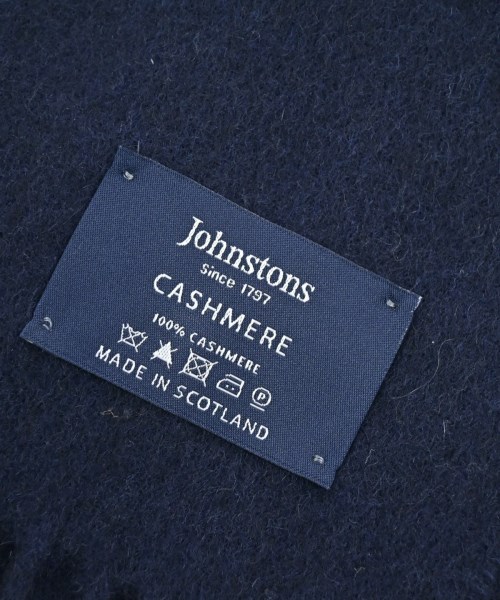 Johnstons
Since 1797
CASHMERE
100% CASHMERE
P
MADE IN SCOTLAND